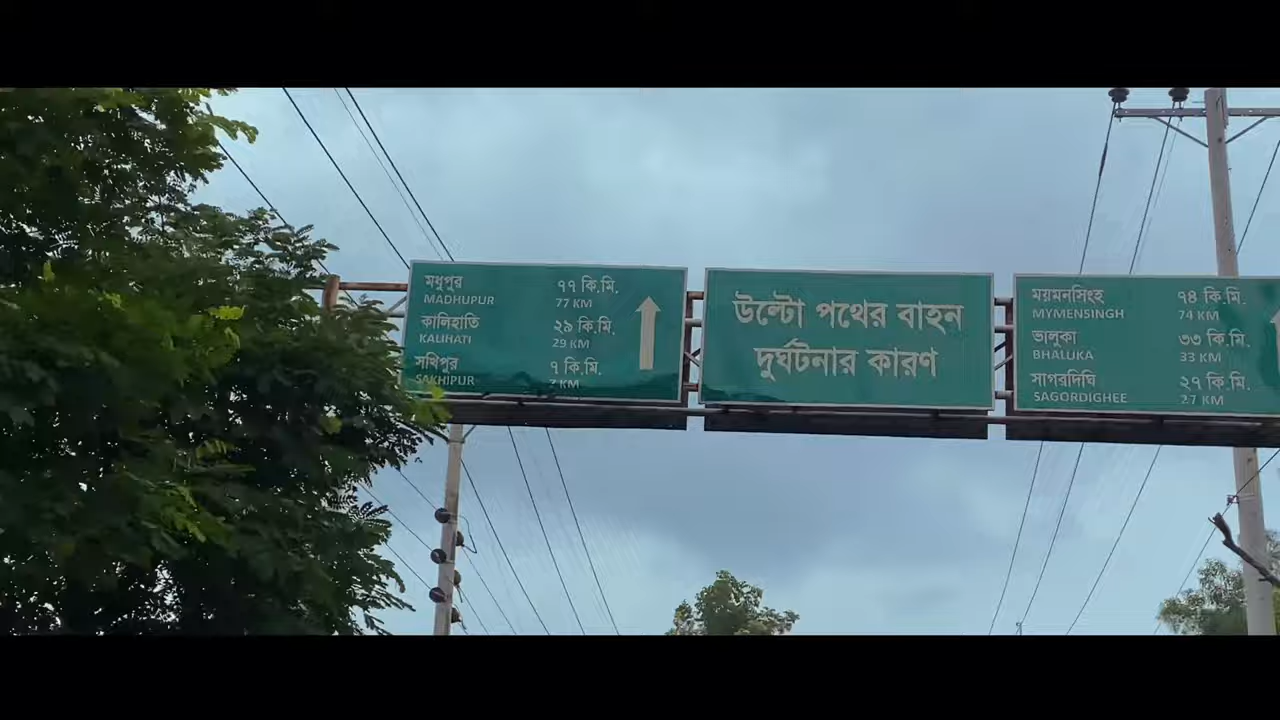 মধুপুর ৭৭ কি.মি.
MADHUPUR 77 KM
কালিহাতি ২৯ কি.মি.
KALIHATI 29 KM
সখিপুর ৭ কি.মি.
SAKHIPUR 7 KM
উল্টো পথের বাহন
দুর্ঘটনার কারণ
ময়মনসিংহ ৭৪ কি.মি.
MYMENSINGH 74 KM
ভালুকা ৩৩ কি.মি.
BHALUKA 33 KM
সাগরদিঘি ২৭ কি.মি.
SAGORDIGHEE 27 KM